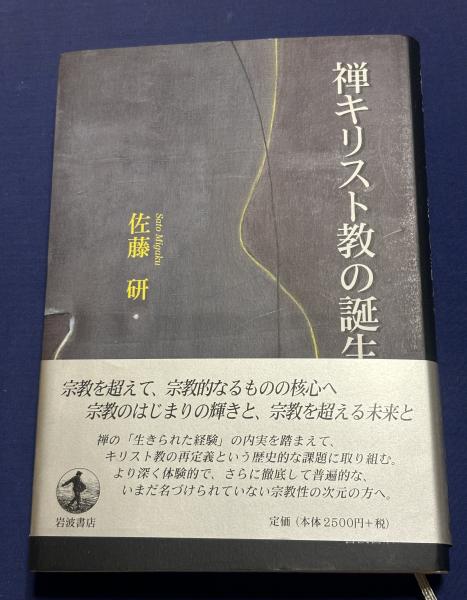 禅キリスト教の誕生
Sato Migaku
佐藤 研
宗教を超えて、宗教的なるものの核心へ
宗教のはじまりの輝きと、宗教を超える未来と
禅の「生きられた経験」の内実を踏まえて、
キリスト教の再定義という歴史的な課題に取り組む。
より深く体験的で、さらに徹底して普遍的な、
いまだ名づけられていない宗教性の次元の方へ。
岩波書店
定価（本体2500円+税）